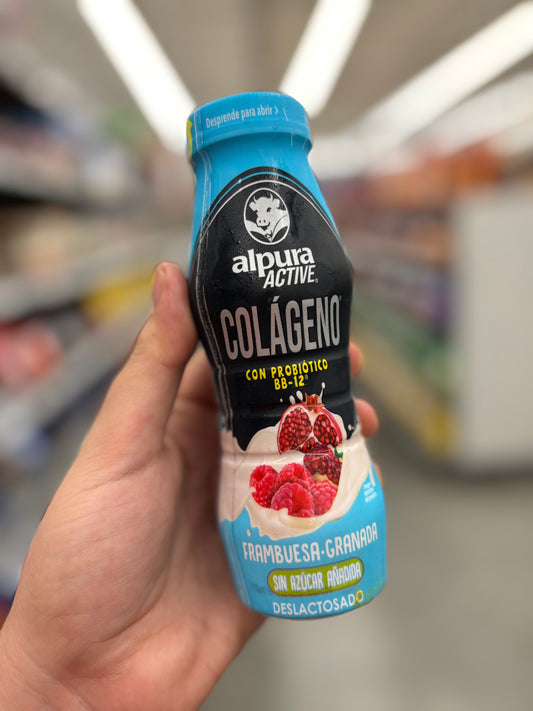 Desprende para abrir >
alpura
ACTIVE®
COLÁGENO
CON PROBIÓTICO
BB-12®
FRAMBUESA-GRANADA
SIN AZÚCAR AÑADIDA
DESLACTOSADO